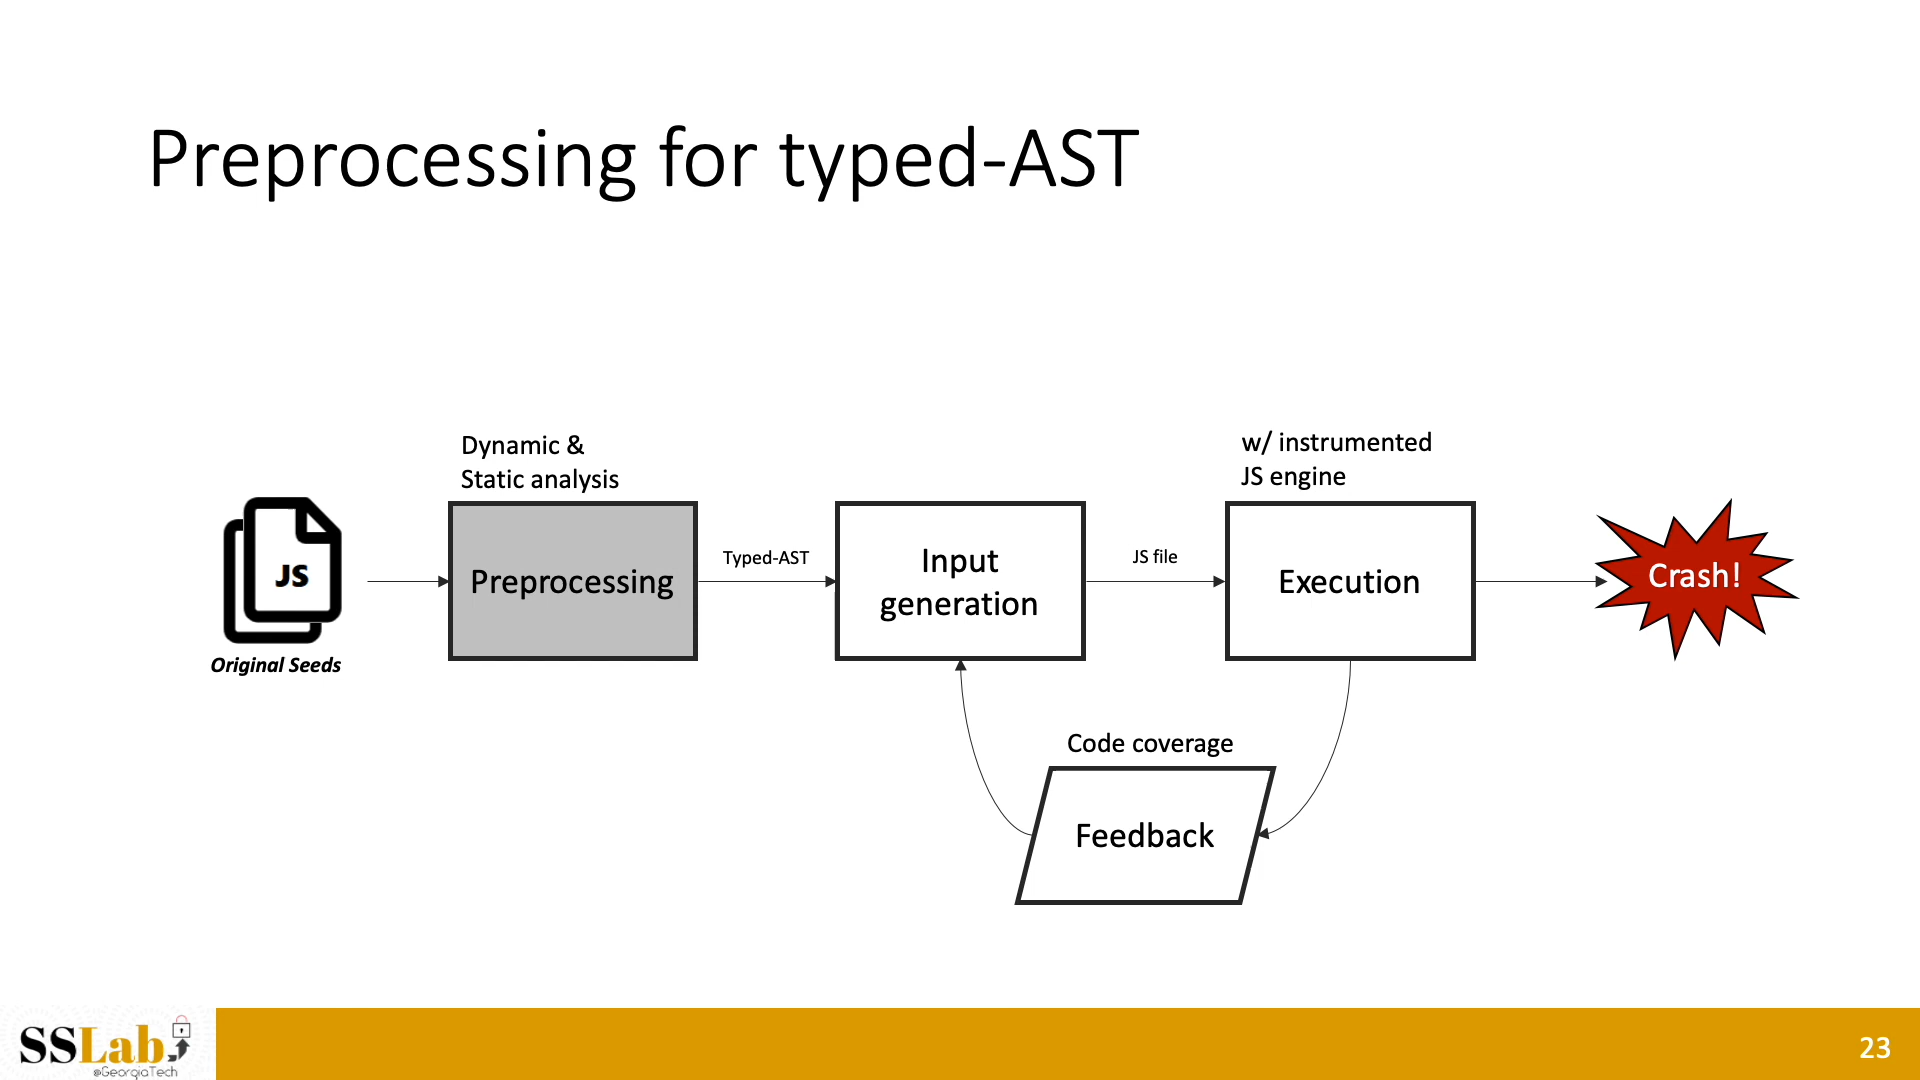 Preprocessing for typed-AST
Dynamic &
Static analysis
w/ instrumented
JS engine
JS
Original Seeds
Preprocessing
Typed-AST
Input
generation
JS file
Execution
Crash!
Code coverage
Feedback
SSLab
@GeorgiaTech
23